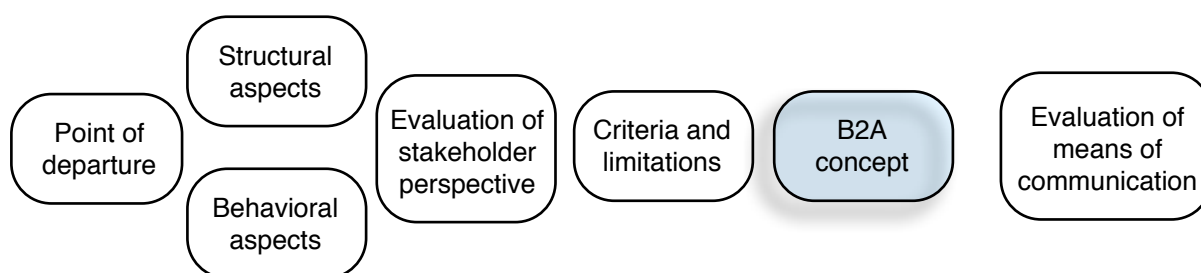 Point of
departure
Structural
aspects
Behavioral
aspects
Evaluation of
stakeholder
perspective
Criteria and
limitations
B2A
concept
Evaluation of
means of
communication